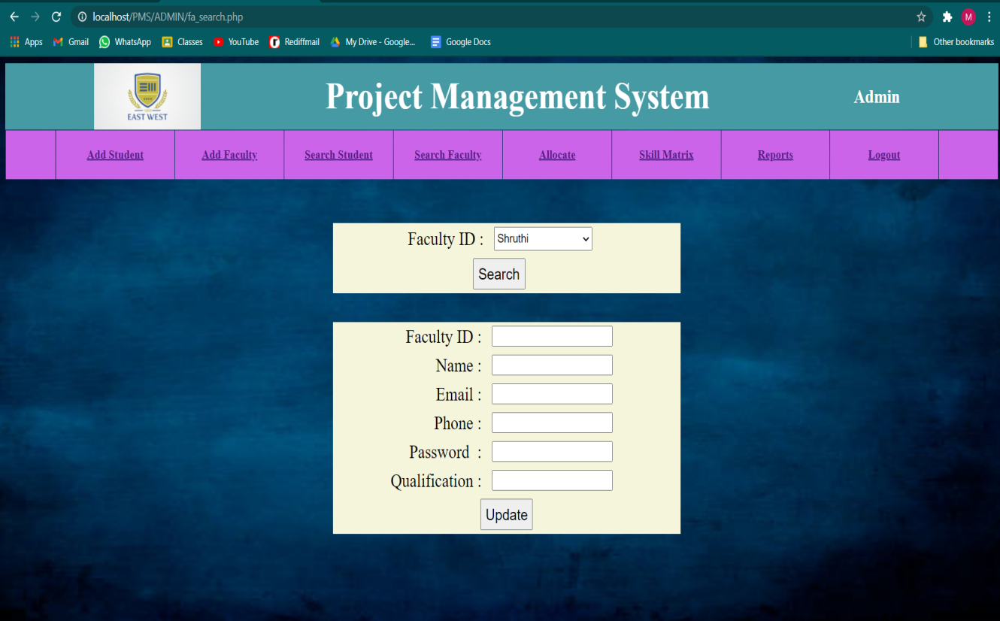 localhost/PMS/ADMIN/fa_search.php M
Apps Gmail WhatsApp Classes YouTube Rediffmail My Drive - Google... Google Docs Other bookmarks
EAST WEST
Project Management System
Admin
Add Student Add Faculty Search Student Search Faculty Allocate Skill Matrix Reports Logout
Faculty ID : Shruthi
Search
Faculty ID :
Name :
Email :
Phone :
Password :
Qualification :
Update